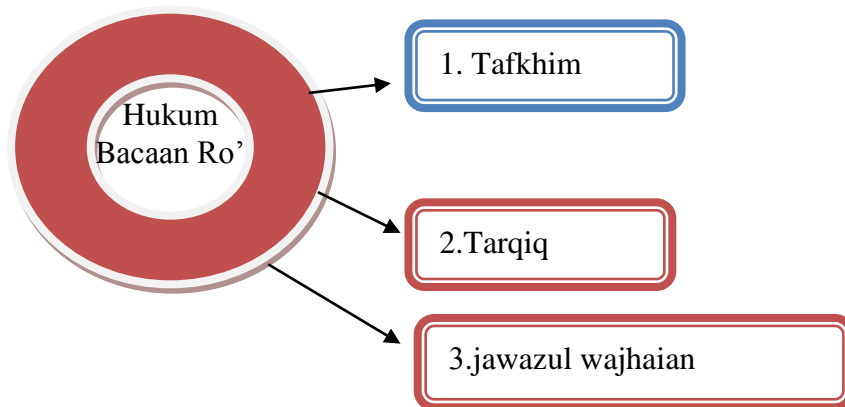 Hukum
Bacaan Ro’
1. Tafkhim
2.Tarqiq
3.jawazul wajhaian